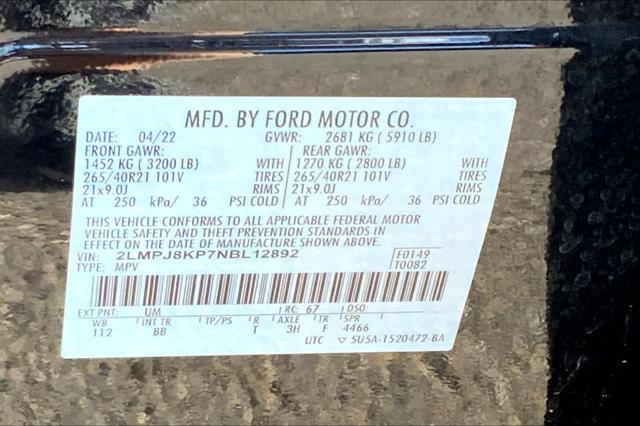 MFD. BY FORD MOTOR CO.
DATE: 04/22 GVWR: 2681 KG ( 5910 LB)
FRONT GAWR: REAR GAWR:
1452 KG ( 3200 LB) WITH 1270 KG ( 2800 LB) WITH
265/40R21 101V TIRES 265/40R21 101V TIRES
21x9.0J RIMS 21x9.0J RIMS
AT 250 kPa/ 36 PSI COLD AT 250 kPa/ 36 PSI COLD
THIS VEHICLE CONFORMS TO ALL APPLICABLE FEDERAL MOTOR
VEHICLE SAFETY AND THEFT PREVENTION STANDARDS IN
EFFECT ON THE DATE OF MANUFACTURE SHOWN ABOVE.
VIN: 2LMPJ8KP7NBL12892 F0149
TYPE: MPV T0082
EXT PNT: UM RC: 67 DSO:
WB INT TR TP/PS R AXLE TR SPR
112 BB T 3H F 4466
UTC ▽ 5U5A-1520472-BA